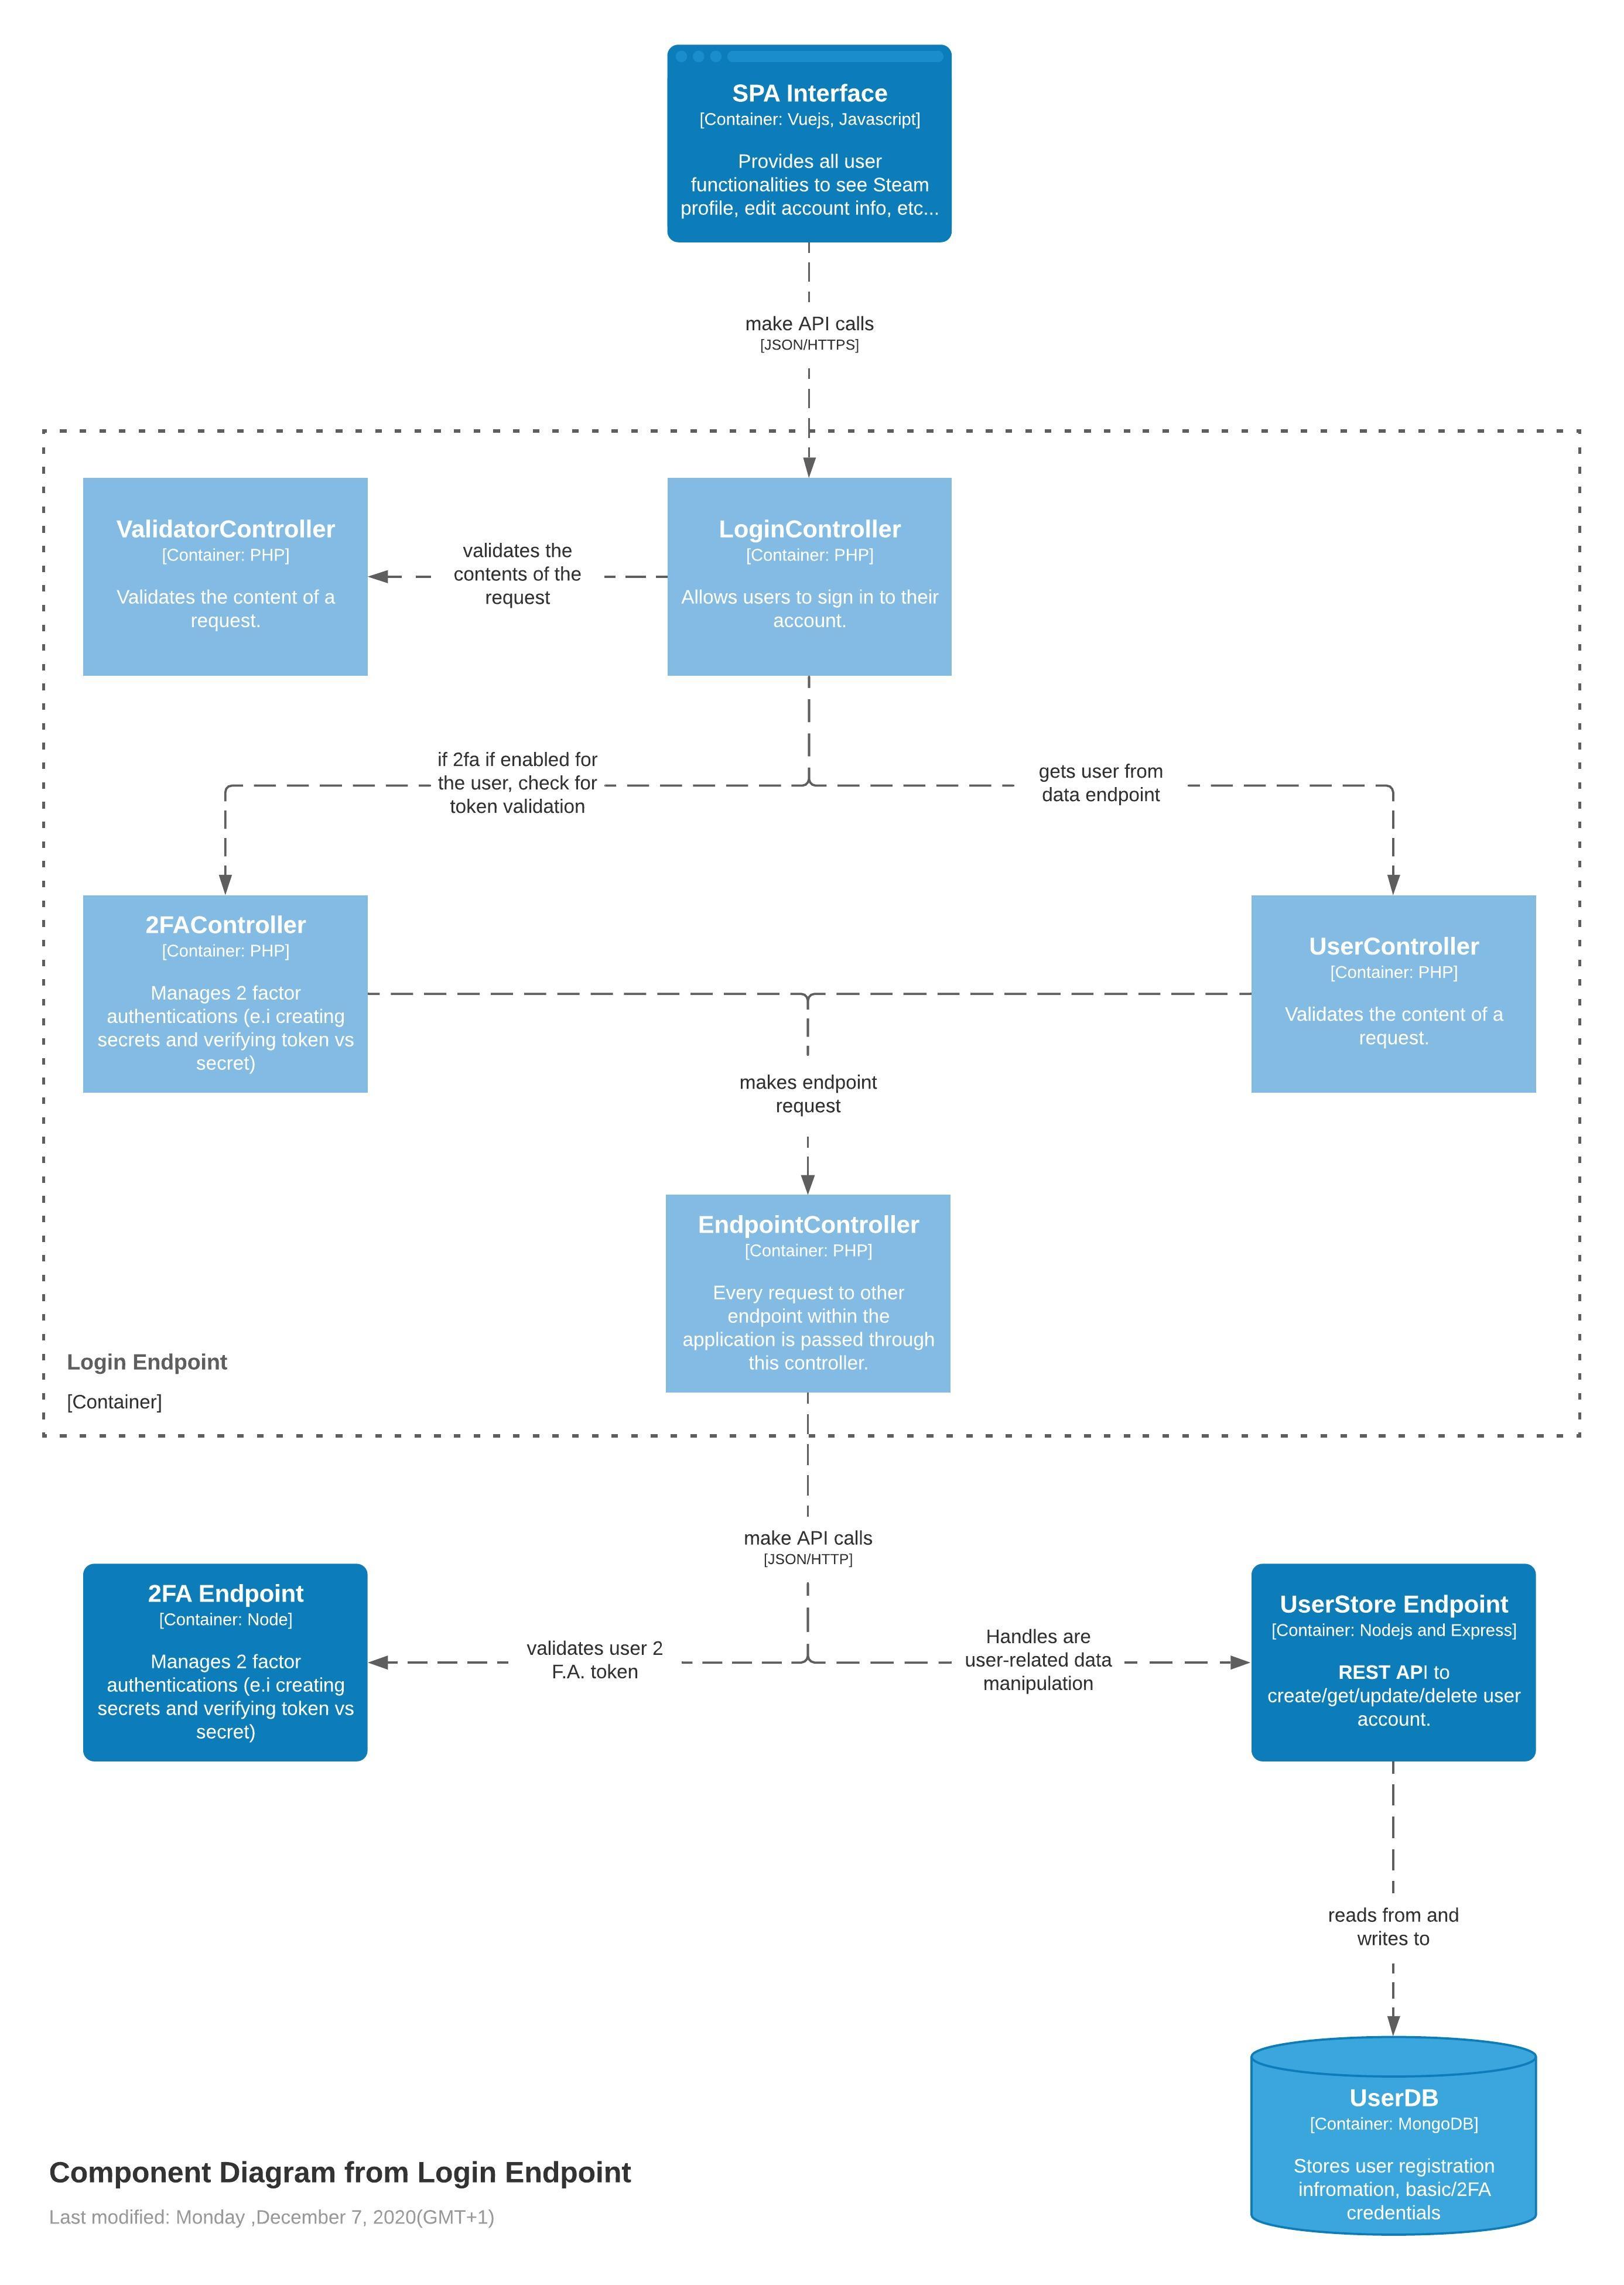 SPA Interface
[Container: Vuejs, Javascript]
Provides all user
functionalities to see Steam
profile, edit account info, etc...
make API calls
[JSON/HTTPS]
ValidatorController
[Container: PHP]
Validates the content of a
request.
validates the
contents of the
request
LoginController
[Container: PHP]
Allows users to sign in to their
account.
if 2fa if enabled for
the user, check for
token validation
gets user from
data endpoint
2FAController
[Container: PHP]
Manages 2 factor
authentications (e.i creating
secrets and verifying token vs
secret)
UserController
[Container: PHP]
Validates the content of a
request.
makes endpoint
request
EndpointController
[Container: PHP]
Every request to other
endpoint within the
application is passed through
this controller.
Login Endpoint
[Container]
make API calls
[JSON/HTTP]
2FA Endpoint
[Container: Node]
Manages 2 factor
authentications (e.i creating
secrets and verifying token vs
secret)
validates user 2
F.A. token
Handles are
user-related data
manipulation
UserStore Endpoint
[Container: Nodejs and Express]
REST API to
create/get/update/delete user
account.
reads from and
writes to
UserDB
[Container: MongoDB]
Stores user registration
infromation, basic/2FA
credentials
Component Diagram from Login Endpoint
Last modified: Monday ,December 7, 2020(GMT+1)